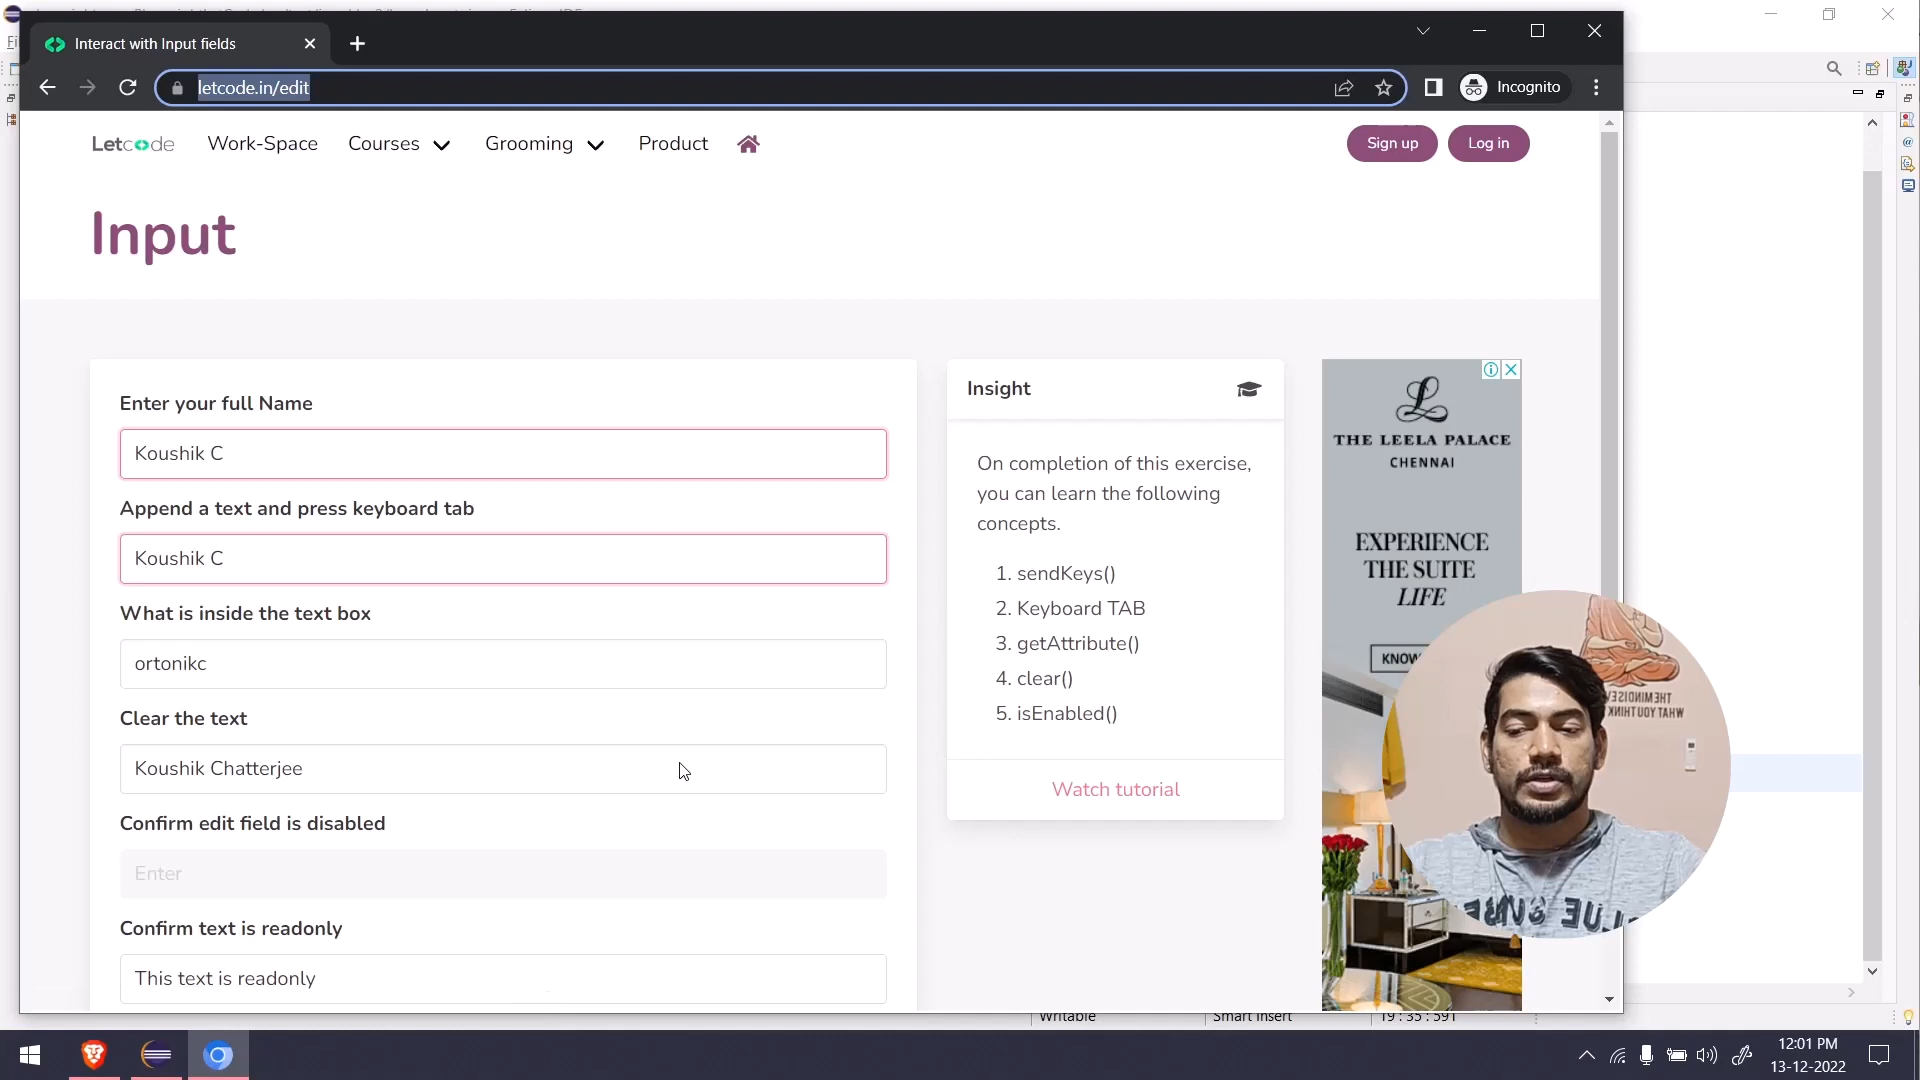 Interact with Input fields
letcode.in/edit
Incognito
Letcode
Work-Space
Courses
Grooming
Product
Sign up
Log in
Input
Enter your full Name
Koushik C
Append a text and press keyboard tab
Koushik C
What is inside the text box
ortonikc
Clear the text
Koushik Chatterjee
Confirm edit field is disabled
Enter
Confirm text is readonly
This text is readonly
Insight
On completion of this exercise,
you can learn the following
concepts.
1. sendKeys()
2. Keyboard TAB
3. getAttribute()
4. clear()
5. isEnabled()
Watch tutorial
THE LEELA PALACE
CHENNAI
EXPERIENCE
THE SUITE
LIFE
Writable
Smart Insert
19 : 35 : 591
12:01 PM
13-12-2022